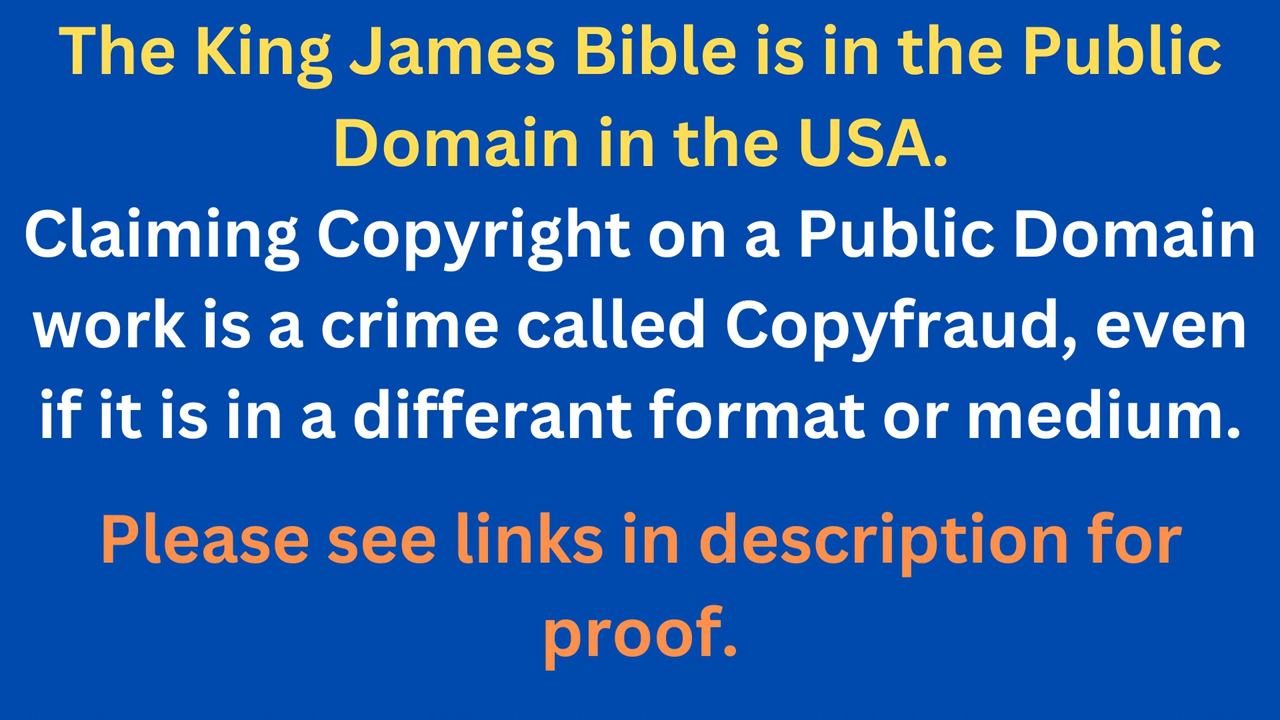 The King James Bible is in the Public
Domain in the USA.
Claiming Copyright on a Public Domain
work is a crime called Copyfraud, even
if it is in a differant format or medium.
Please see links in description for
proof.